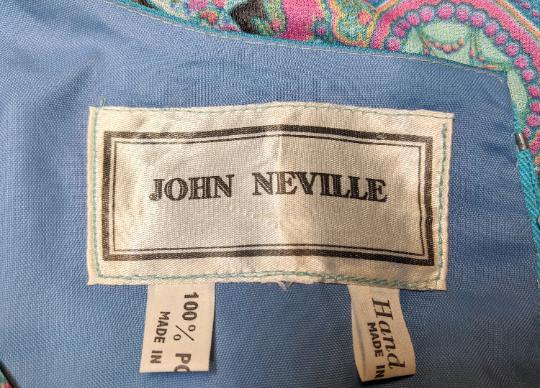 JOHN NEVILLE
100% PO
MADE IN
Hand
MADE IN